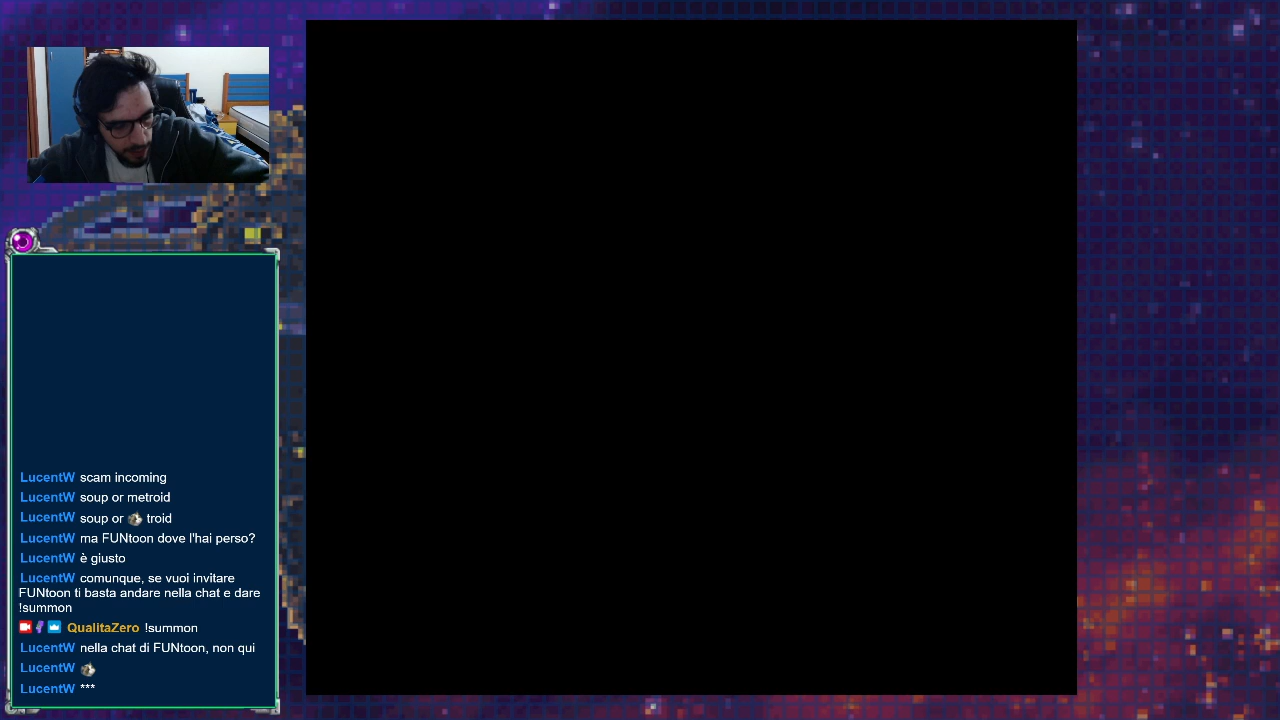 LucentW scam incoming
LucentW soup or metroid
LucentW soup or troid
LucentW ma FUNtoon dove l'hai perso?
LucentW è giusto
LucentW comunque, se vuoi invitare
FUNtoon ti basta andare nella chat e dare
!summon
QualitaZero !summon
LucentW nella chat di FUNtoon, non qui
LucentW
LucentW ***